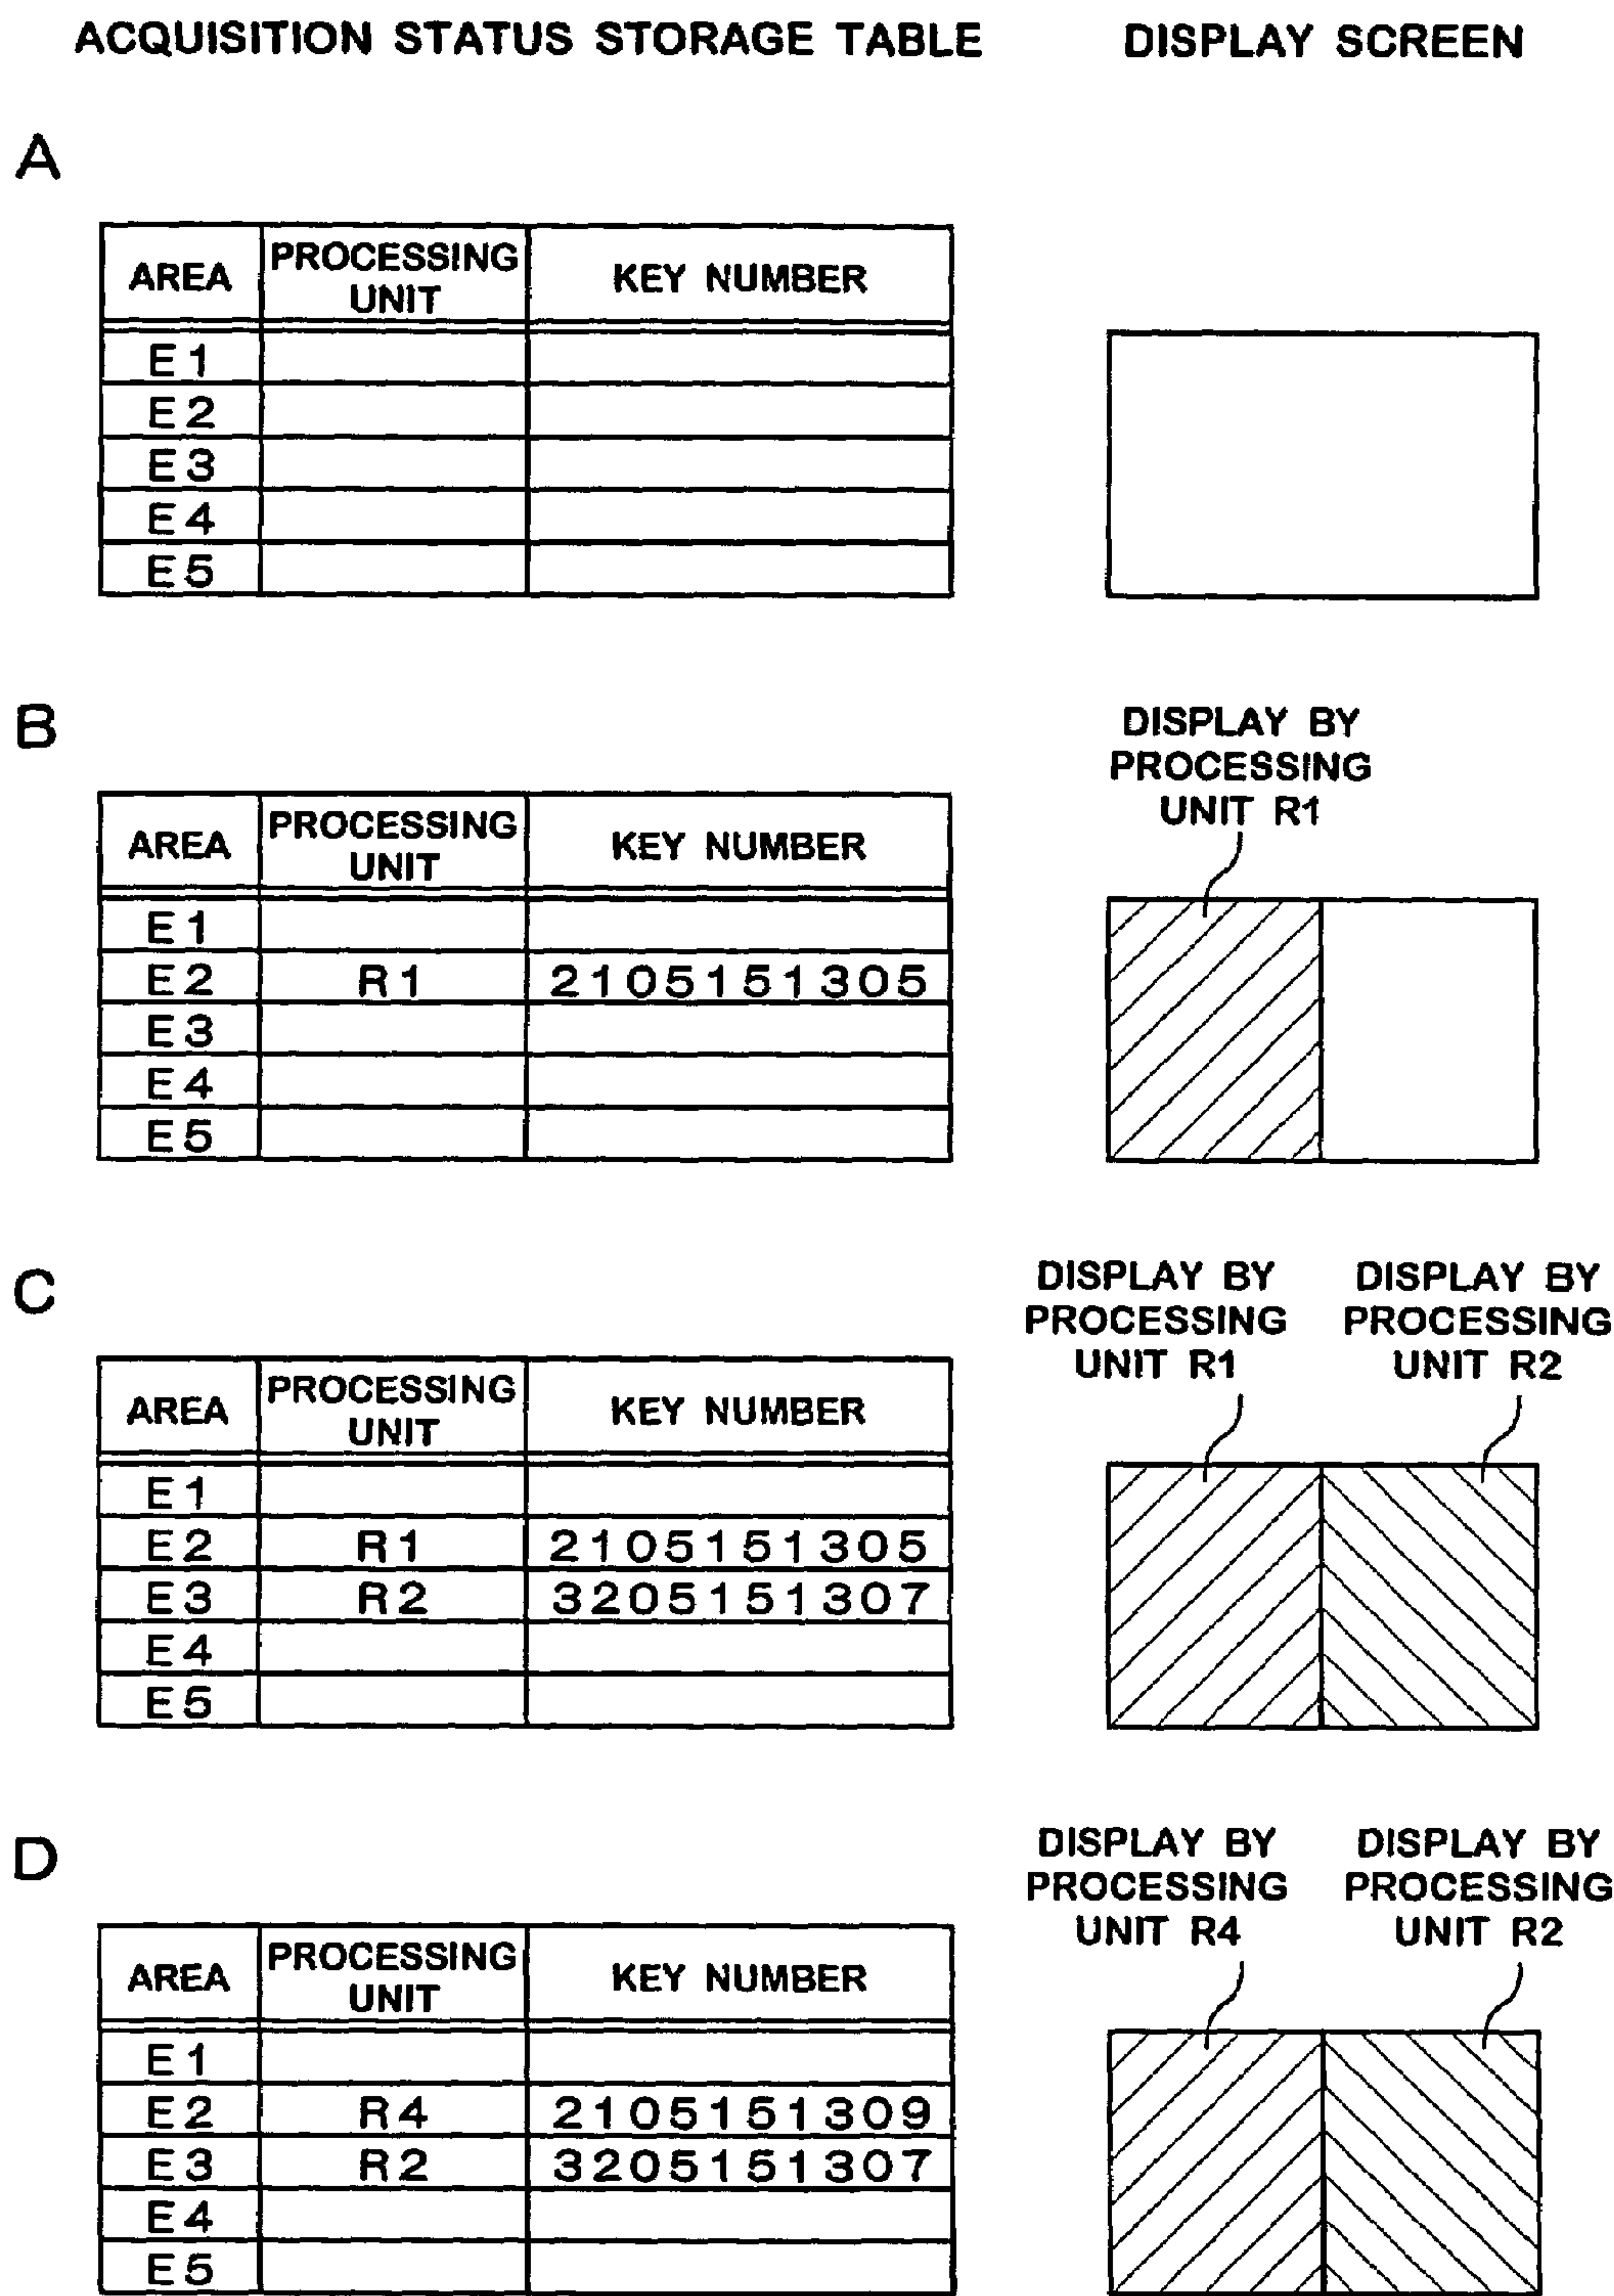 ACQUISITION STATUS STORAGE TABLE DISPLAY SCREEN
A
AREA PROCESSING UNIT KEY NUMBER
E1
E2
E3
E4
E5
B
DISPLAY BY
PROCESSING
UNIT R1
AREA PROCESSING UNIT KEY NUMBER
E1
E2 R1 2105151305
E3
E4
E5
C
DISPLAY BY
PROCESSING
UNIT R1
DISPLAY BY
PROCESSING
UNIT R2
AREA PROCESSING UNIT KEY NUMBER
E1
E2 R1 2105151305
E3 R2 3205151307
E4
E5
D
DISPLAY BY
PROCESSING
UNIT R4
DISPLAY BY
PROCESSING
UNIT R2
AREA PROCESSING UNIT KEY NUMBER
E1
E2 R4 2105151309
E3 R2 3205151307
E4
E5